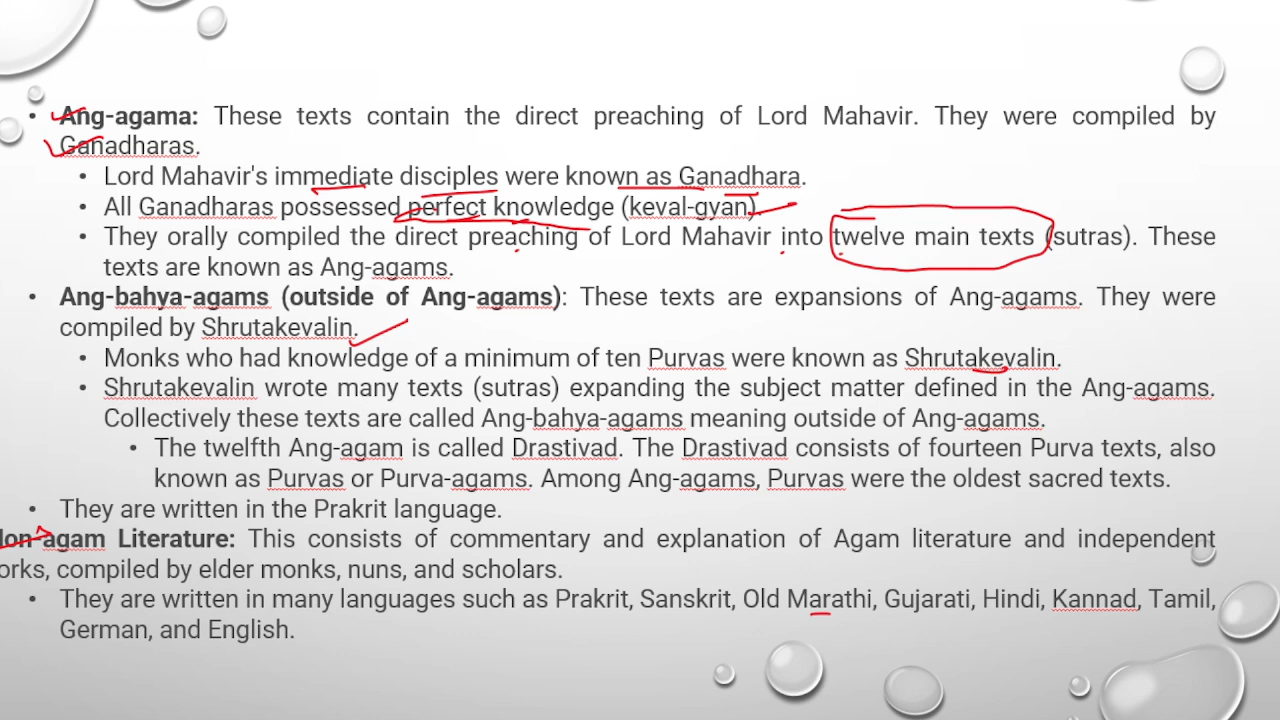 • Ang-agama: These texts contain the direct preaching of Lord Mahavir. They were compiled by
Ganadharas.
• Lord Mahavir's immediate disciples were known as Ganadhara.
• All Ganadharas possessed perfect knowledge (keval-gyan).
• They orally compiled the direct preaching of Lord Mahavir into twelve main texts (sutras). These
texts are known as Ang-agams.
• Ang-bahya-agams (outside of Ang-agams): These texts are expansions of Ang-agams. They were
compiled by Shrutakevalin.
• Monks who had knowledge of a minimum of ten Purvas were known as Shrutakevalin.
• Shrutakevalin wrote many texts (sutras) expanding the subject matter defined in the Ang-agams.
Collectively these texts are called Ang-bahya-agams meaning outside of Ang-agams.
• The twelfth Ang-agam is called Drastivad. The Drastivad consists of fourteen Purva texts, also
known as Purvas or Purva-agams. Among Ang-agams, Purvas were the oldest sacred texts.
• They are written in the Prakrit language.
on-agam Literature: This consists of commentary and explanation of Agam literature and independent
orks, compiled by elder monks, nuns, and scholars.
• They are written in many languages such as Prakrit, Sanskrit, Old Marathi, Gujarati, Hindi, Kannad, Tamil,
German, and English.